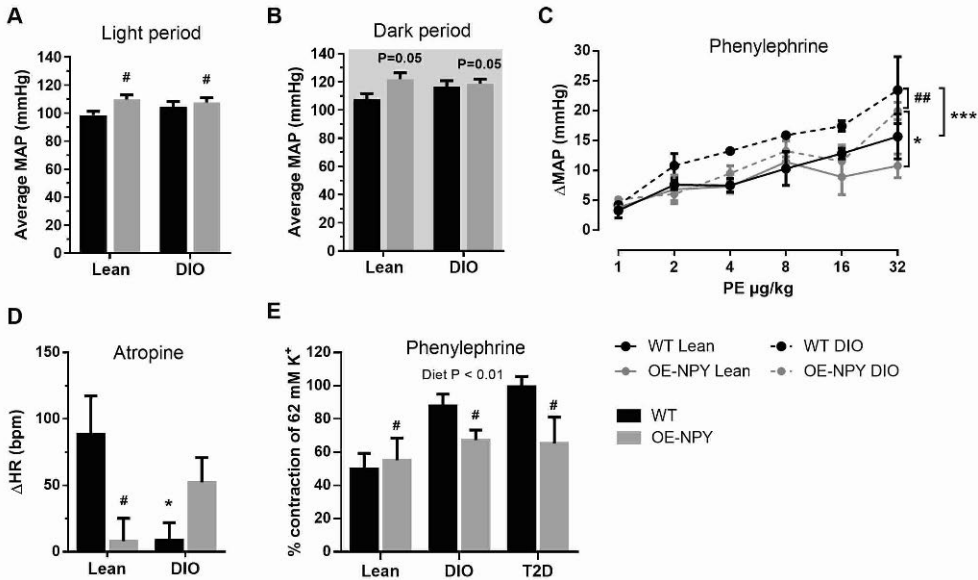 A
Light period
Average MAP (mmHg)
140
120
100
80
60
40
20
0
#
#
Lean
DIO
B
Dark period
Average MAP (mmHg)
140
120
100
80
60
40
20
0
P=0.05
P=0.05
Lean
DIO
C
Phenylephrine
ΔMAP (mmHg)
30
25
20
15
10
5
0
##
***
*
1
2
4
8
16
32
PE µg/kg
D
Atropine
ΔHR (bpm)
150
100
50
0
#
*
Lean
DIO
E
Phenylephrine
Diet P < 0.01
% contraction of 62 mM K⁺
120
100
80
60
40
20
0
#
#
#
Lean
DIO
T2D
WT Lean
WT DIO
OE-NPY Lean
OE-NPY DIO
WT
OE-NPY